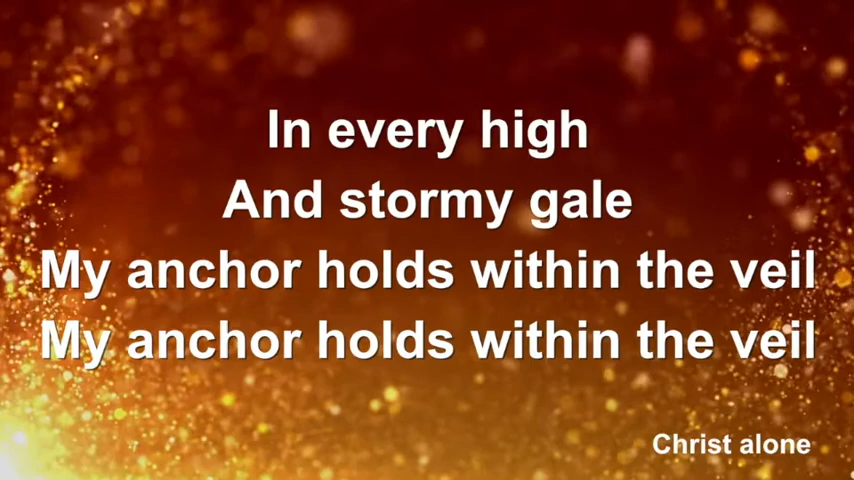 In every high
And stormy gale
My anchor holds within the veil
My anchor holds within the veil
Christ alone